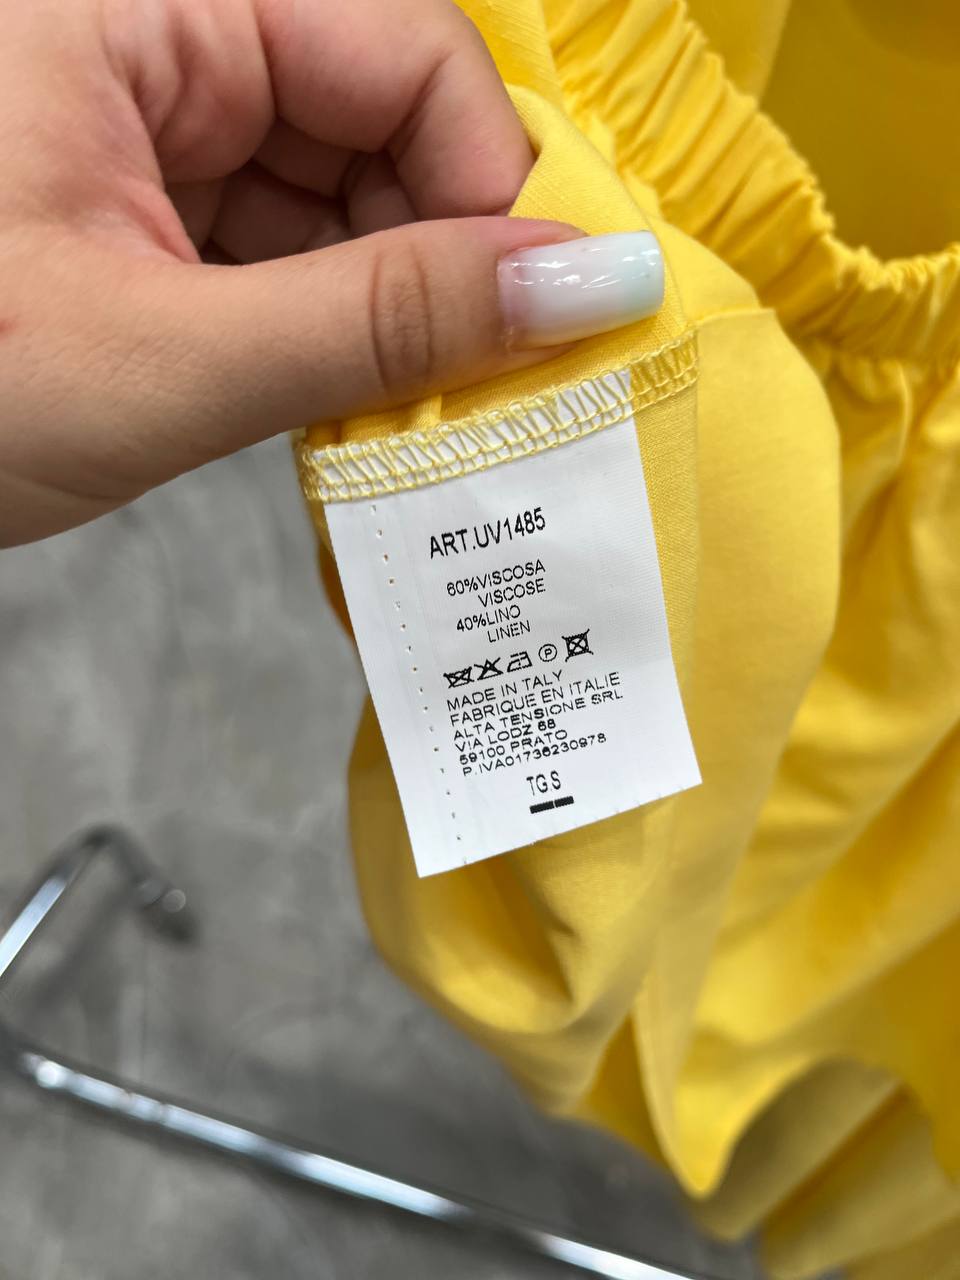 ART.UV1485
60%VISCOSA
VISCOSE
40%LINO
LINEN
P
MADE IN TALY
FABRIQUE EN ITALIE
ALTA TENSIONE SRL
VIA LODZ 68
59100 PRATO
P.IVA01736230978
TG.S